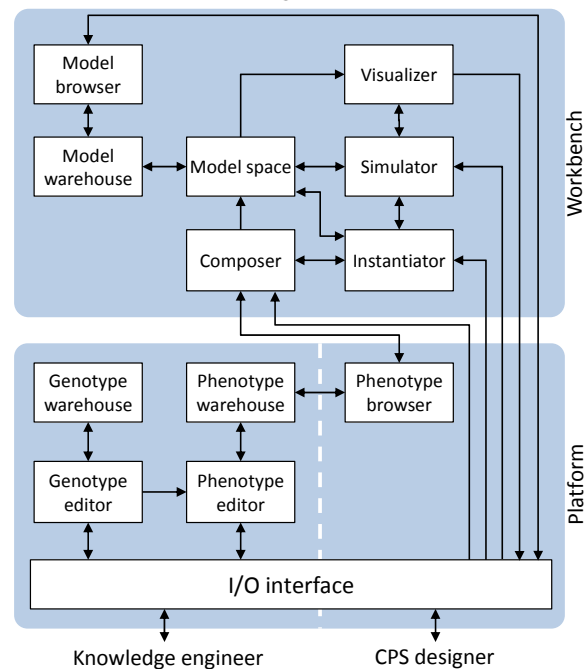 Model
browser
Visualizer
Model
warehouse
Model space
Simulator
Composer
Instantiator
Workbench
Genotype
warehouse
Phenotype
warehouse
Phenotype
browser
Genotype
editor
Phenotype
editor
Platform
I/O interface
Knowledge engineer
CPS designer